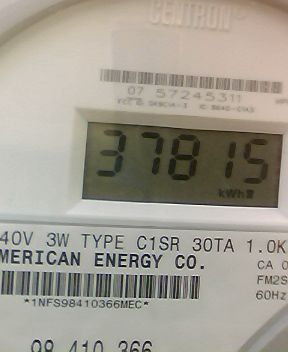 CENTRON®
07 57245311
37815
kWh
40V 3W TYPE C1SR 30TA 1.0K
MERICAN ENERGY CO.
CA 0
FM2S
*1NFS98410366MEC*
60Hz
98 410 366